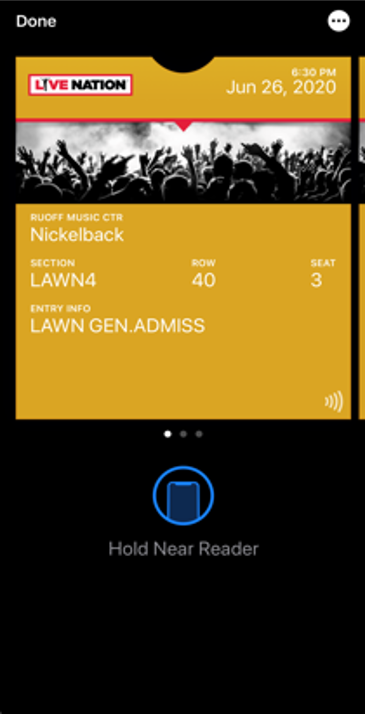 Done
LIVE NATION
6:30 PM
Jun 26, 2020
RUOFF MUSIC CTR
Nickelback
SECTION ROW SEAT
LAWN4 40 3
ENTRY INFO
LAWN GEN.ADMISS
Hold Near Reader